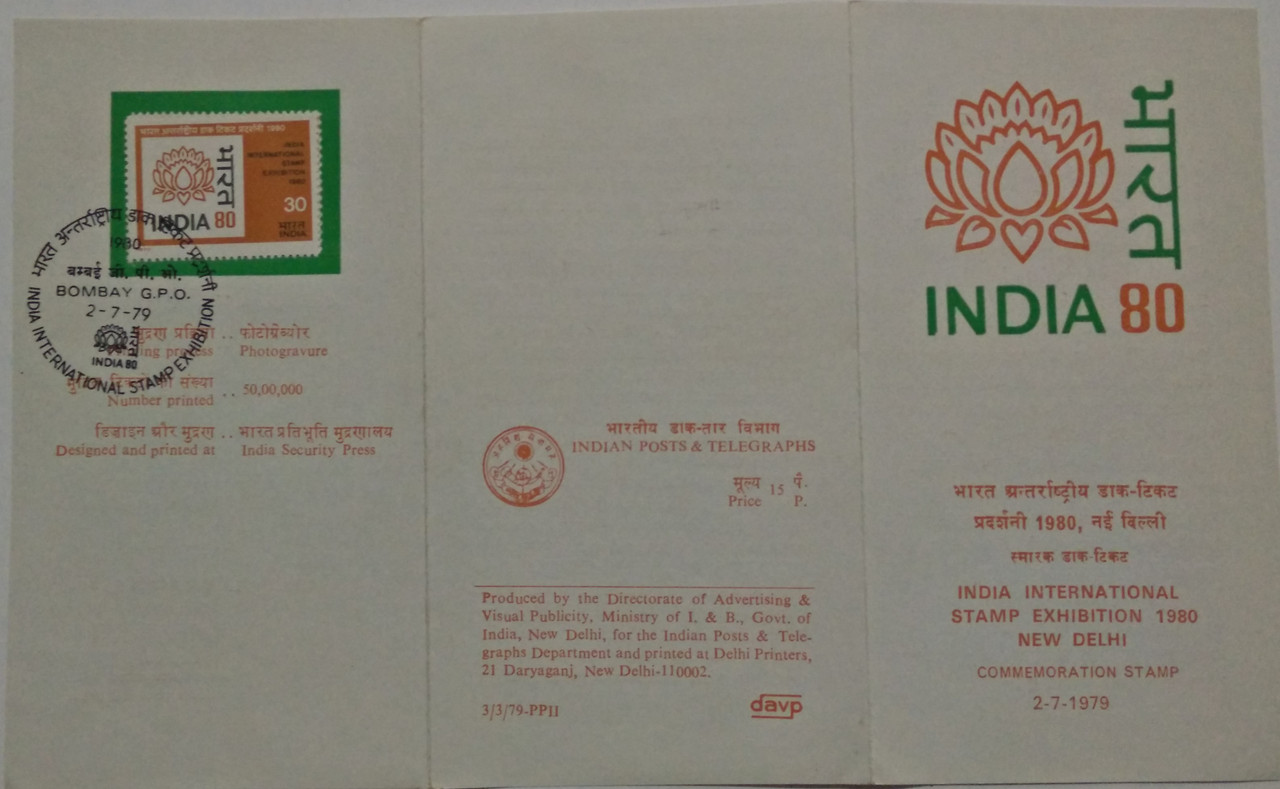 भारत अन्तर्राष्ट्रीय डाक टिकट प्रदर्शनी 1980
INDIA
INTERNATIONAL
STAMP
EXHIBITION
1980
भारत
INDIA 80
30
भारत
INDIA
भारत अन्तर्राष्ट्रीय डाक टिकट प्रदर्शनी
1980
बम्बई जी. पी. ओ.
BOMBAY G.P.O.
2-7-79
भारत
INDIA 80
INDIA INTERNATIONAL STAMP EXHIBITION
मुद्रण .. फोटोग्रेव्योर
process Photogravure
संख्या .. 50,00,000
Number printed
डिज़ाइन और मुद्रण .. भारत प्रतिभूति मुद्रणालय
Designed and printed at India Security Press
भारतीय डाक-तार विभाग
INDIAN POSTS & TELEGRAPHS
मूल्य 15 पै.
Price P.
Produced by the Directorate of Advertising &
Visual Publicity, Ministry of I. & B., Govt. of
India, New Delhi, for the Indian Posts & Tele-
graphs Department and printed at Delhi Printers,
21 Daryaganj, New Delhi-110002.
3/3/79-PPII
davp
भारत
INDIA 80
भारत अन्तर्राष्ट्रीय डाक-टिकट
प्रदर्शनी 1980, नई दिल्ली
स्मारक डाक-टिकट
INDIA INTERNATIONAL
STAMP EXHIBITION 1980
NEW DELHI
COMMEMORATION STAMP
2-7-1979